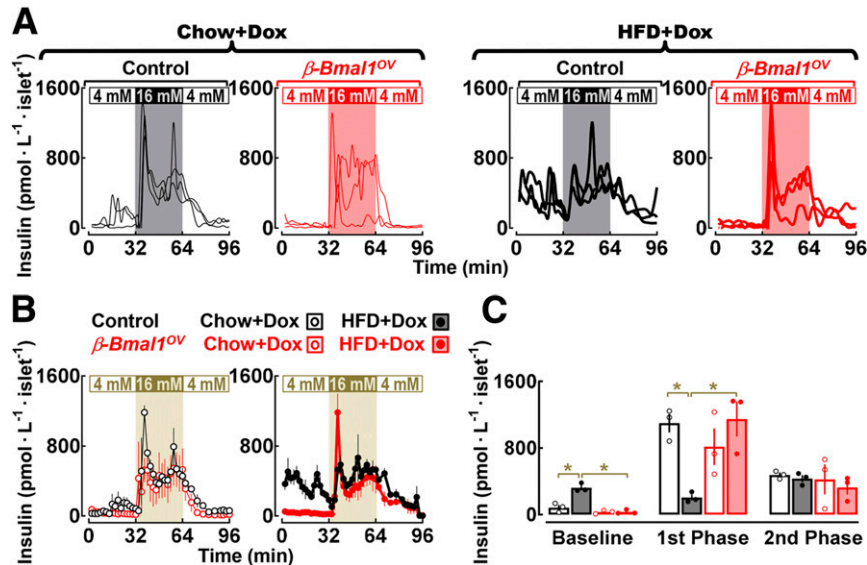 A
Chow+Dox HFD+Dox
Control β-Bmal1ᴼⱽ Control β-Bmal1ᴼⱽ
Insulin (pmol · L⁻¹ · islet⁻¹)
1600 4 mM 16 mM 4 mM 4 mM 16 mM 4 mM 1600 4 mM 16 mM 4 mM 4 mM 16 mM 4 mM
800 800
0 0
0 32 64 96 0 32 64 96 0 32 64 96 0 32 64 96
Time (min)
B
Control Chow+Dox HFD+Dox
β-Bmal1ᴼⱽ Chow+Dox HFD+Dox
Insulin (pmol · L⁻¹ · islet⁻¹)
1600 4 mM 16 mM 4 mM 1600 4 mM 16 mM 4 mM
800 800
0 0
0 32 64 96 0 32 64 96
Time (min)
C
Insulin (pmol · L⁻¹ · islet⁻¹)
1600
* *
800
* *
0
Baseline 1st Phase 2nd Phase